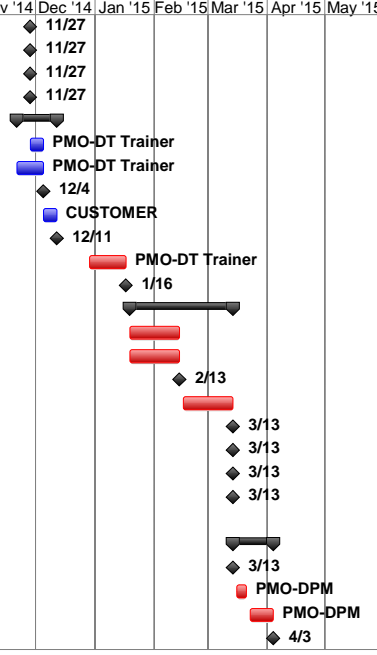 v '14 Dec '14 Jan '15 Feb '15 Mar '15 Apr '15 May '15
11/27
11/27
11/27
11/27
PMO-DT Trainer
PMO-DT Trainer
12/4
CUSTOMER
12/11
PMO-DT Trainer
1/16
2/13
3/13
3/13
3/13
3/13
3/13
PMO-DPM
PMO-DPM
4/3